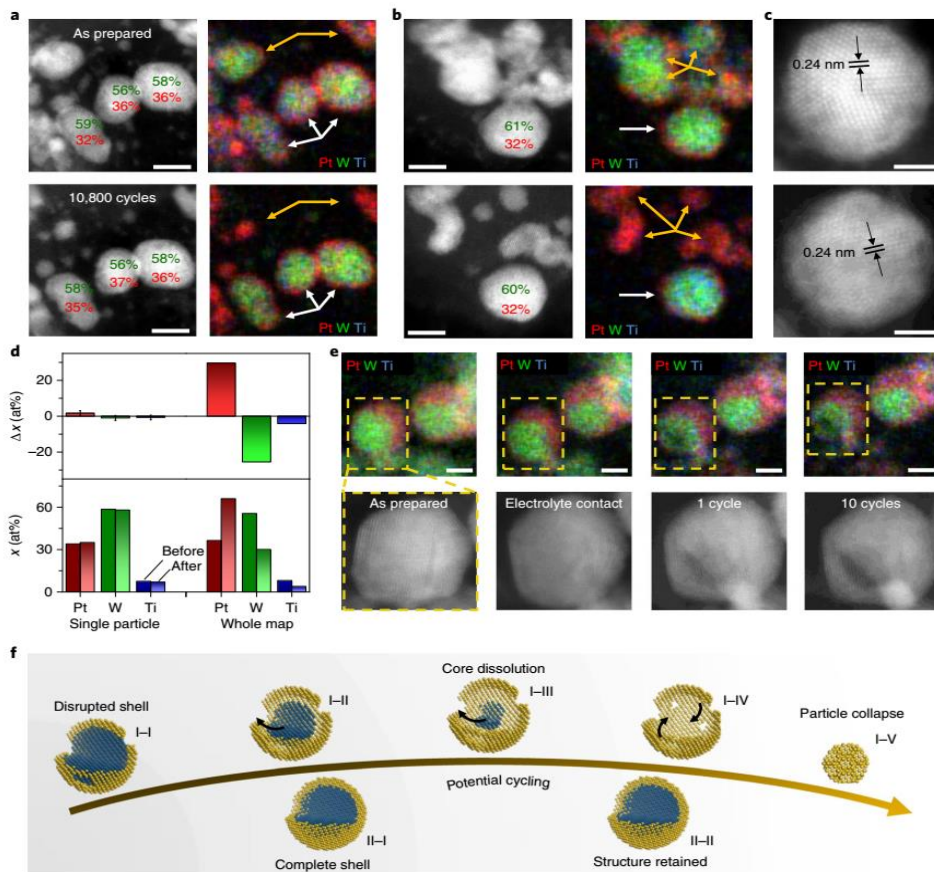 a
As prepared
58%
56%
36%
36%
59%
32%
Pt W Ti
10,800 cycles
58%
56%
36%
37%
58%
35%
Pt W Ti
b
61%
32%
Pt W Ti
60%
32%
Pt W Ti
c
0.24 nm
0.24 nm
d
Δx (at%)
20
0
–20
x (at%)
60
30
0
Before
After
Pt W Ti Pt W Ti
Single particle Whole map
e
Pt W Ti
Pt W Ti
Pt W Ti
Pt W Ti
As prepared
Electrolyte contact
1 cycle
10 cycles
f
Disrupted shell
I–I
I–II
Core dissolution
I–III
I–IV
Particle collapse
I–V
Potential cycling
II–I
Complete shell
II–II
Structure retained